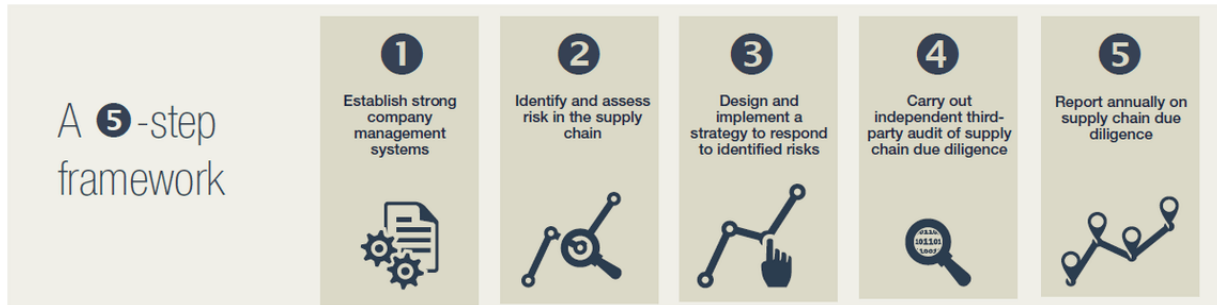 A 5-step
framework
1
Establish strong
company
management
systems
2
Identify and assess
risk in the supply
chain
3
Design and
implement a
strategy to respond
to identified risks
4
Carry out
independent third-
party audit of supply
chain due diligence
101101
5
Report annually on
supply chain due
diligence